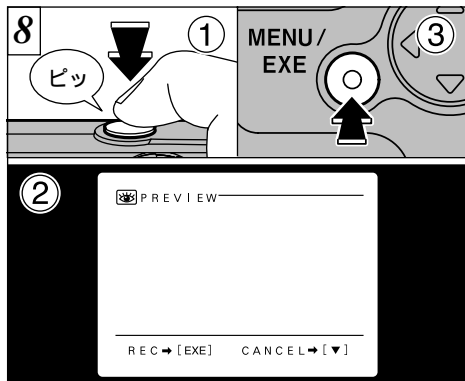 8
①
ピッ
MENU/
EXE
③
②
PREVIEW
REC➡[EXE] CANCEL➡[▼]